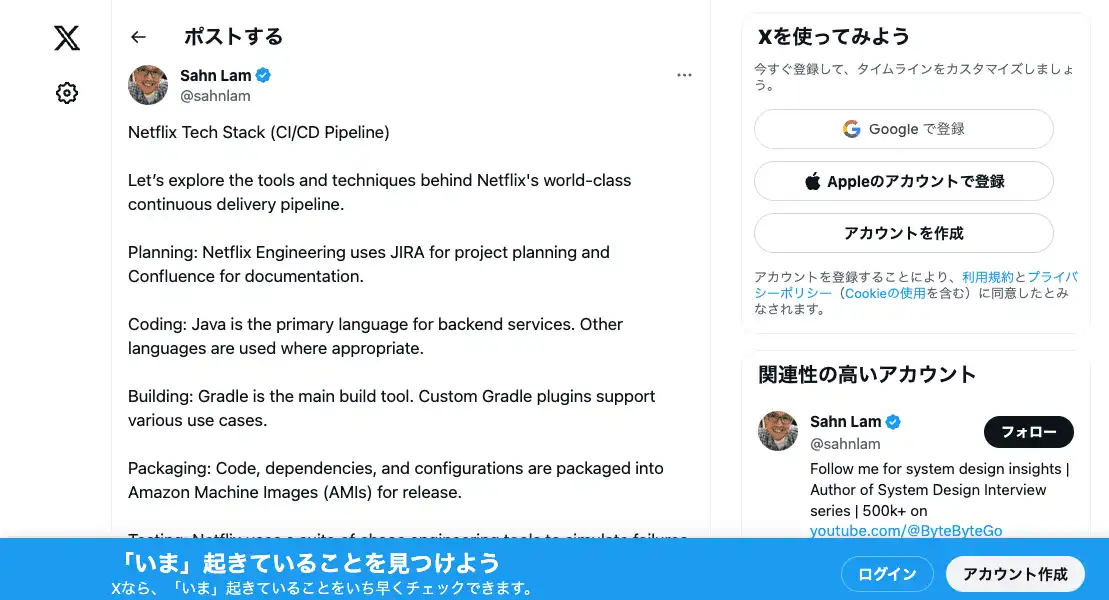 ポストする
Sahn Lam
@sahnlam
Netflix Tech Stack (CI/CD Pipeline)
Let’s explore the tools and techniques behind Netflix's world-class
continuous delivery pipeline.
Planning: Netflix Engineering uses JIRA for project planning and
Confluence for documentation.
Coding: Java is the primary language for backend services. Other
languages are used where appropriate.
Building: Gradle is the main build tool. Custom Gradle plugins support
various use cases.
Packaging: Code, dependencies, and configurations are packaged into
Amazon Machine Images (AMIs) for release.
Testing: Netflix uses a suite of chaos engineering tools to simulate failures
Xを使ってみよう
今すぐ登録して、タイムラインをカスタマイズしましょ
う。
Google で登録
Appleのアカウントで登録
アカウントを作成
アカウントを登録することにより、利用規約とプライバ
シーポリシー（Cookieの使用を含む）に同意したとみ
なされます。
関連性の高いアカウント
Sahn Lam
@sahnlam
フォロー
Follow me for system design insights |
Author of System Design Interview
series | 500k+ on
youtube.com/@ByteByteGo
「いま」起きていることを見つけよう
Xなら、「いま」起きていることをいち早くチェックできます。
ログイン
アカウント作成